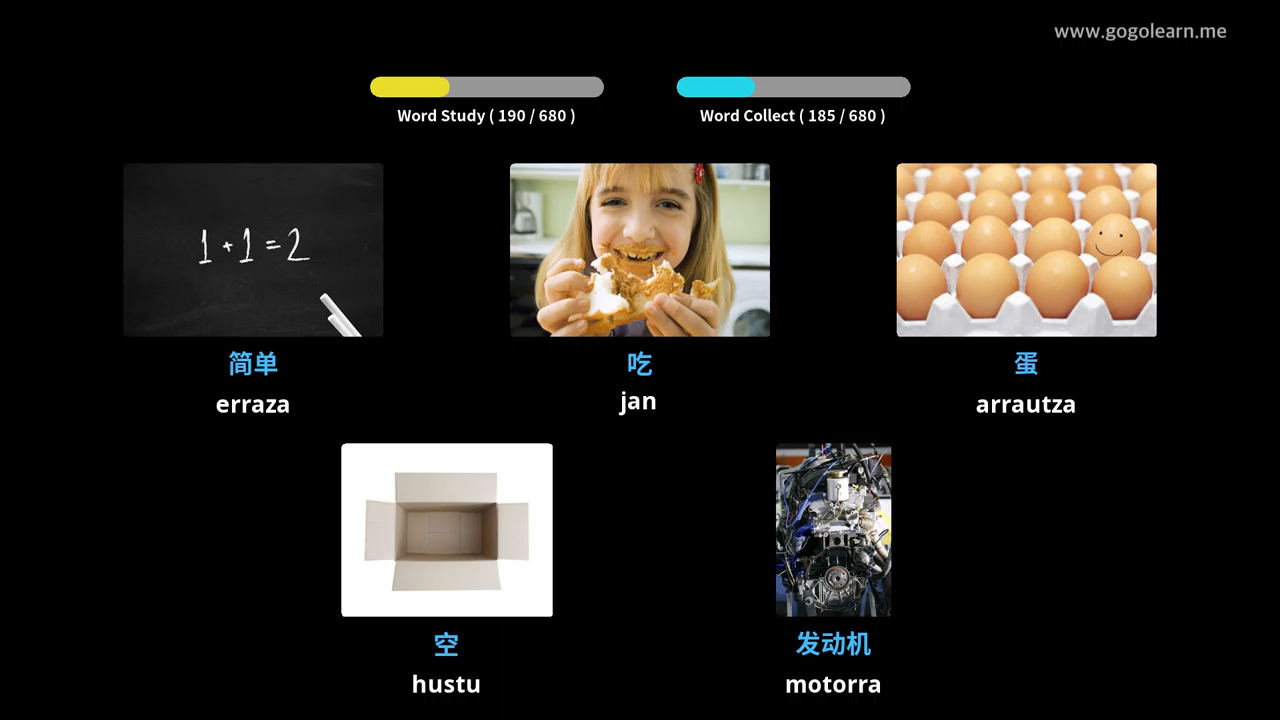 www.gogolearn.me
Word Study ( 190 / 680 )
Word Collect ( 185 / 680 )
1 + 1 = 2
简单
erraza
吃
jan
蛋
arrautza
空
hustu
发动机
motorra